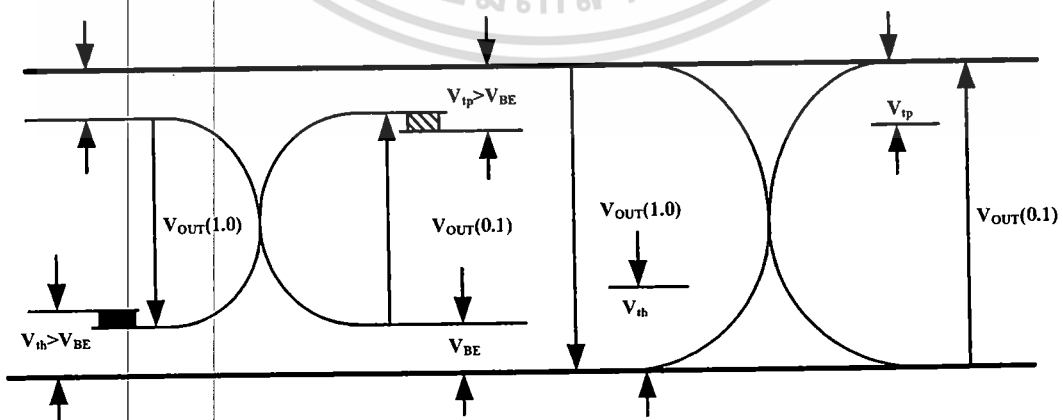 V_tp>V_BE
V_tp
V_OUT(1.0)
V_OUT(0.1)
V_OUT(1.0)
V_OUT(0.1)
V_th
V_th>V_BE
V_BE